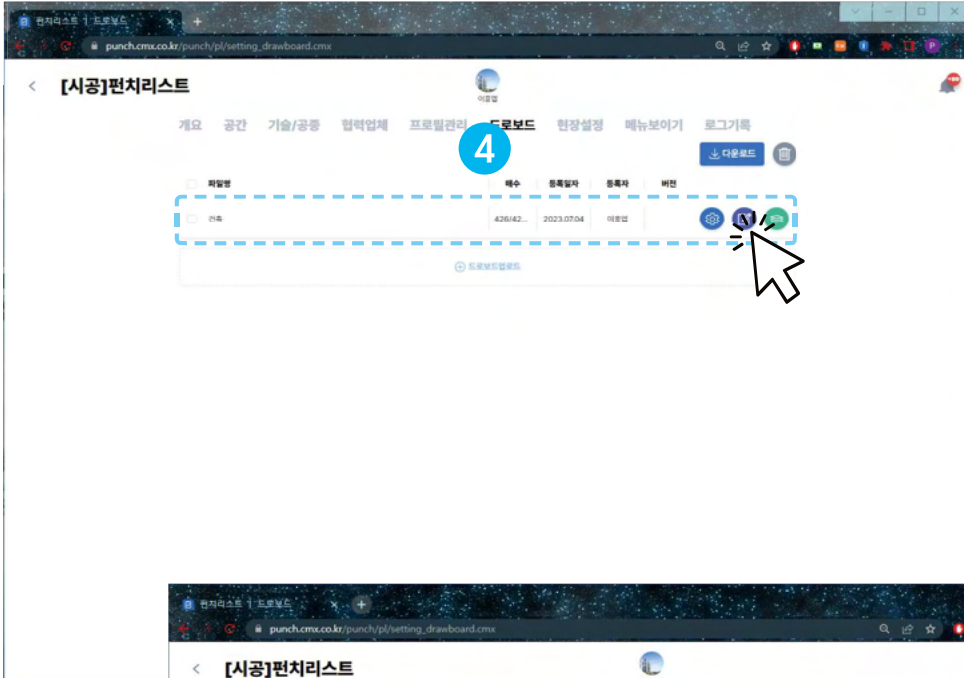 펀치리스트 | 드로보드
punch.cmx.co.kr/punch/pl/setting_drawboard.cmx
[시공]펀치리스트
이흥엽
개요 공간 기술/공종 협력업체 프로필관리 드로보드 현장설정 메뉴보이기 로그기록
4
다운로드
파일명 매수 등록일자 등록자 버전
건축 426/42... 2023.07.04 이흥엽
드로보드업로드
펀치리스트 | 드로보드
punch.cmx.co.kr/punch/pl/setting_drawboard.cmx
[시공]펀치리스트